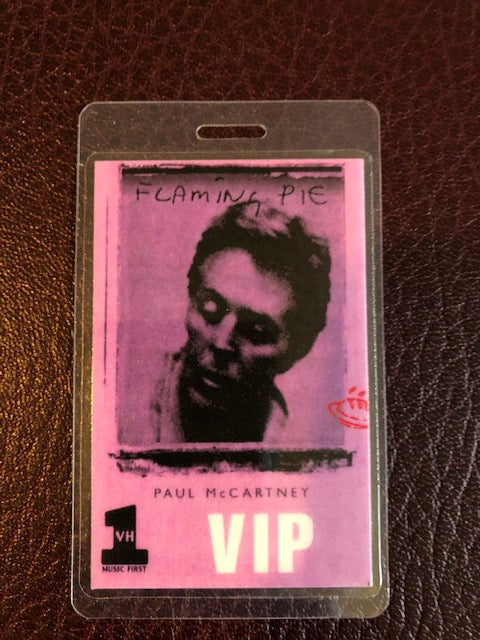 FLAMING PIE
PAUL McCARTNEY
VH
1
MUSIC FIRST
VIP